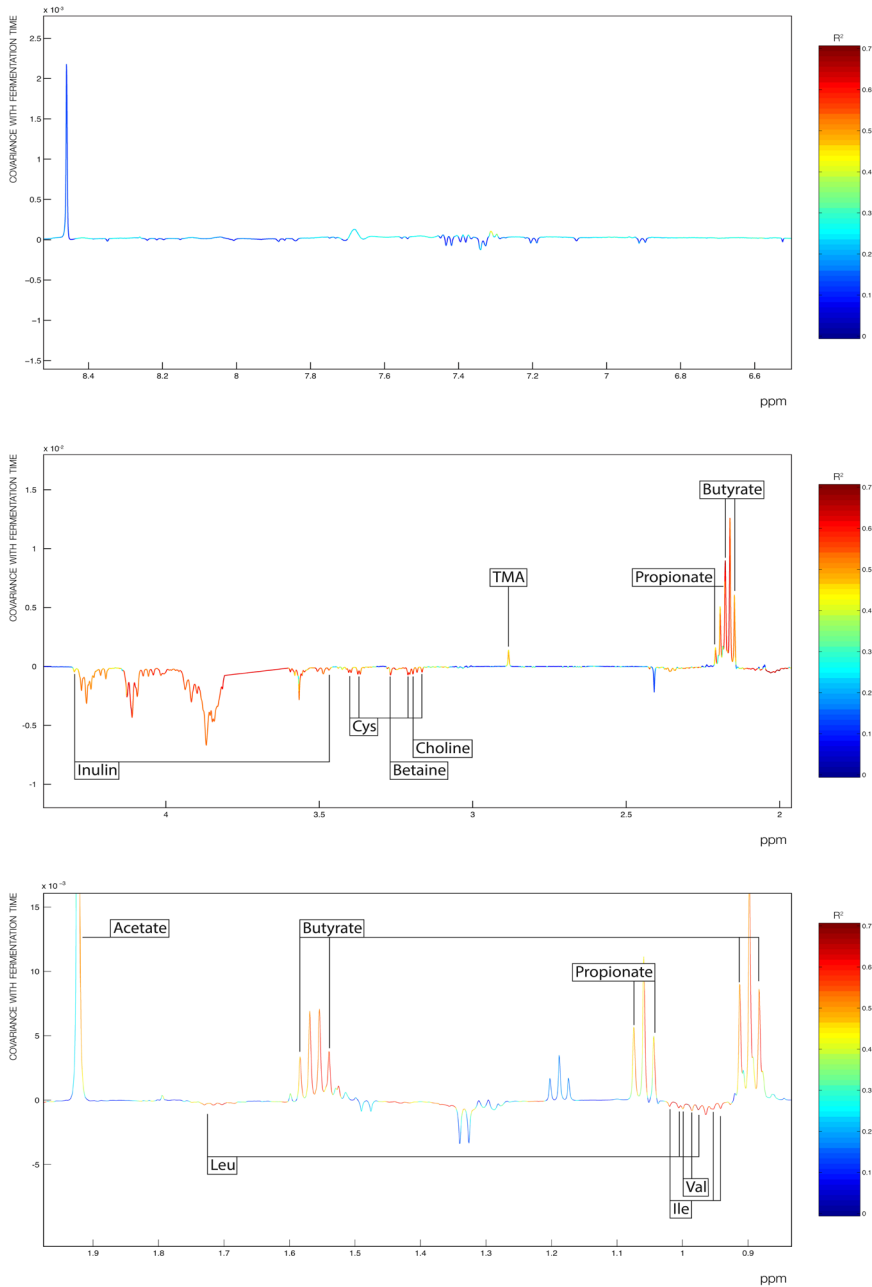 x 10⁻³
COVARIANCE WITH FERMENTATION TIME
2.5
2
1.5
1
0.5
0
−0.5
−1
−1.5
8.4 8.2 8 7.8 7.6 7.4 7.2 7 6.8 6.6
ppm
R²
0.7
0.6
0.5
0.4
0.3
0.2
0.1
0
x 10⁻²
COVARIANCE WITH FERMENTATION TIME
1.5
1
0.5
0
-0.5
-1
Butyrate
TMA
Propionate
Cys
Choline
Inulin
Betaine
4 3.5 3 2.5 2
ppm
R²
0.7
0.6
0.5
0.4
0.3
0.2
0.1
0
x 10⁻³
COVARIANCE WITH FERMENTATION TIME
15
10
5
0
-5
Acetate
Butyrate
Propionate
Leu
Val
Ile
1.9 1.8 1.7 1.6 1.5 1.4 1.3 1.2 1.1 1 0.9
ppm
R²
0.7
0.6
0.5
0.4
0.3
0.2
0.1
0